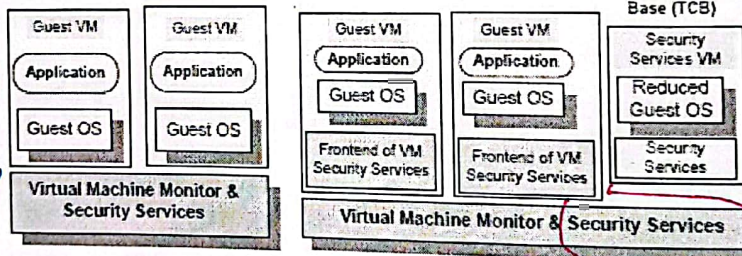 Guest VM
Application
Guest OS
Guest VM
Application
Guest OS
Virtual Machine Monitor &
Security Services
Guest VM
Application
Guest OS
Frontend of VM
Security Services
Guest VM
Application
Guest OS
Frontend of VM
Security Services
Base (TCB)
Security
Services VM
Reduced
Guest OS
Security
Services
Virtual Machine Monitor & Security Services